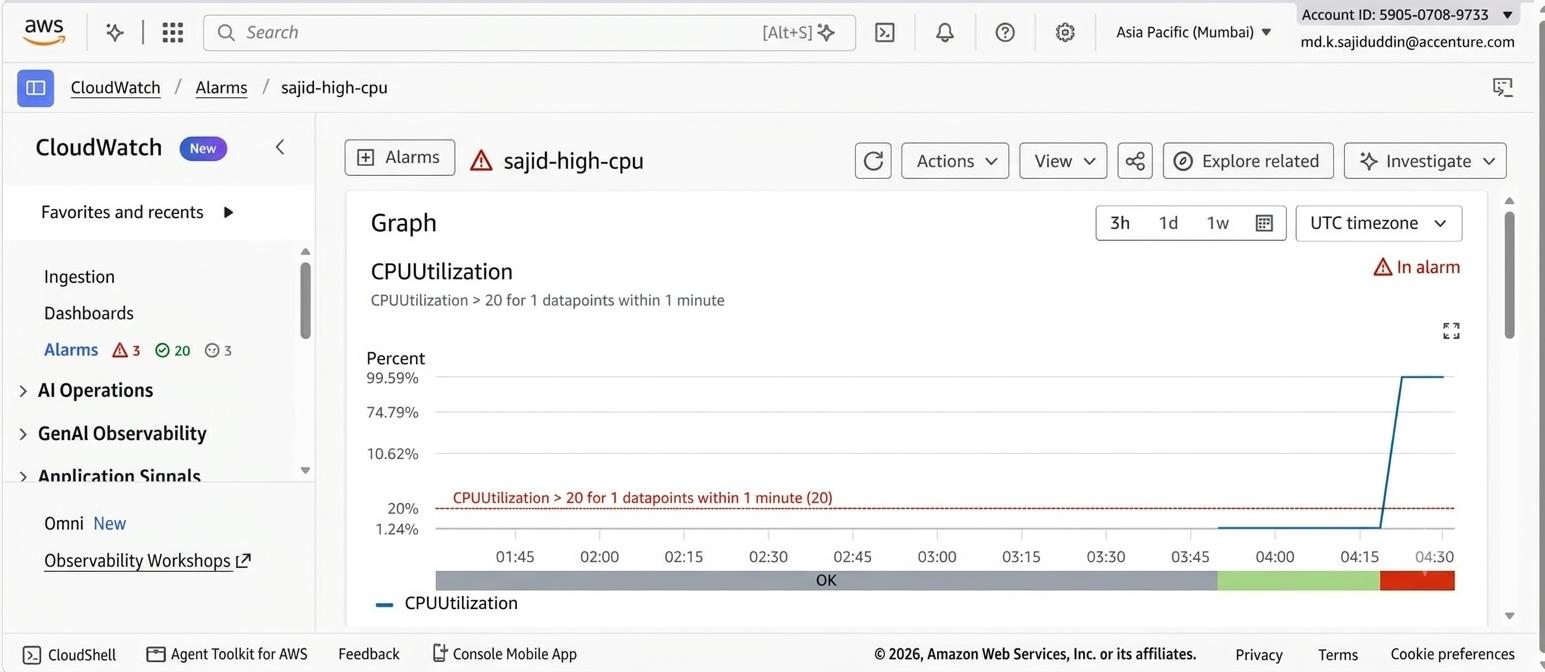 aws
Search [Alt+S]
Asia Pacific (Mumbai)
Account ID: 5905-0708-9733
md.k.sajiduddin@accenture.com
CloudWatch / Alarms / sajid-high-cpu
CloudWatch New
Favorites and recents
Ingestion
Dashboards
Alarms 3 20 3
AI Operations
GenAI Observability
Application Signals
Omni New
Observability Workshops
Alarms
sajid-high-cpu
Actions
View
Explore related
Investigate
Graph
3h 1d 1w
UTC timezone
CPUUtilization
In alarm
CPUUtilization > 20 for 1 datapoints within 1 minute
Percent
99.59%
74.79%
10.62%
CPUUtilization > 20 for 1 datapoints within 1 minute (20)
20%
1.24%
01:45 02:00 02:15 02:30 02:45 03:00 03:15 03:30 03:45 04:00 04:15 04:30
OK
CPUUtilization
CloudShell Agent Toolkit for AWS Feedback Console Mobile App © 2026, Amazon Web Services, Inc. or its affiliates. Privacy Terms Cookie preferences